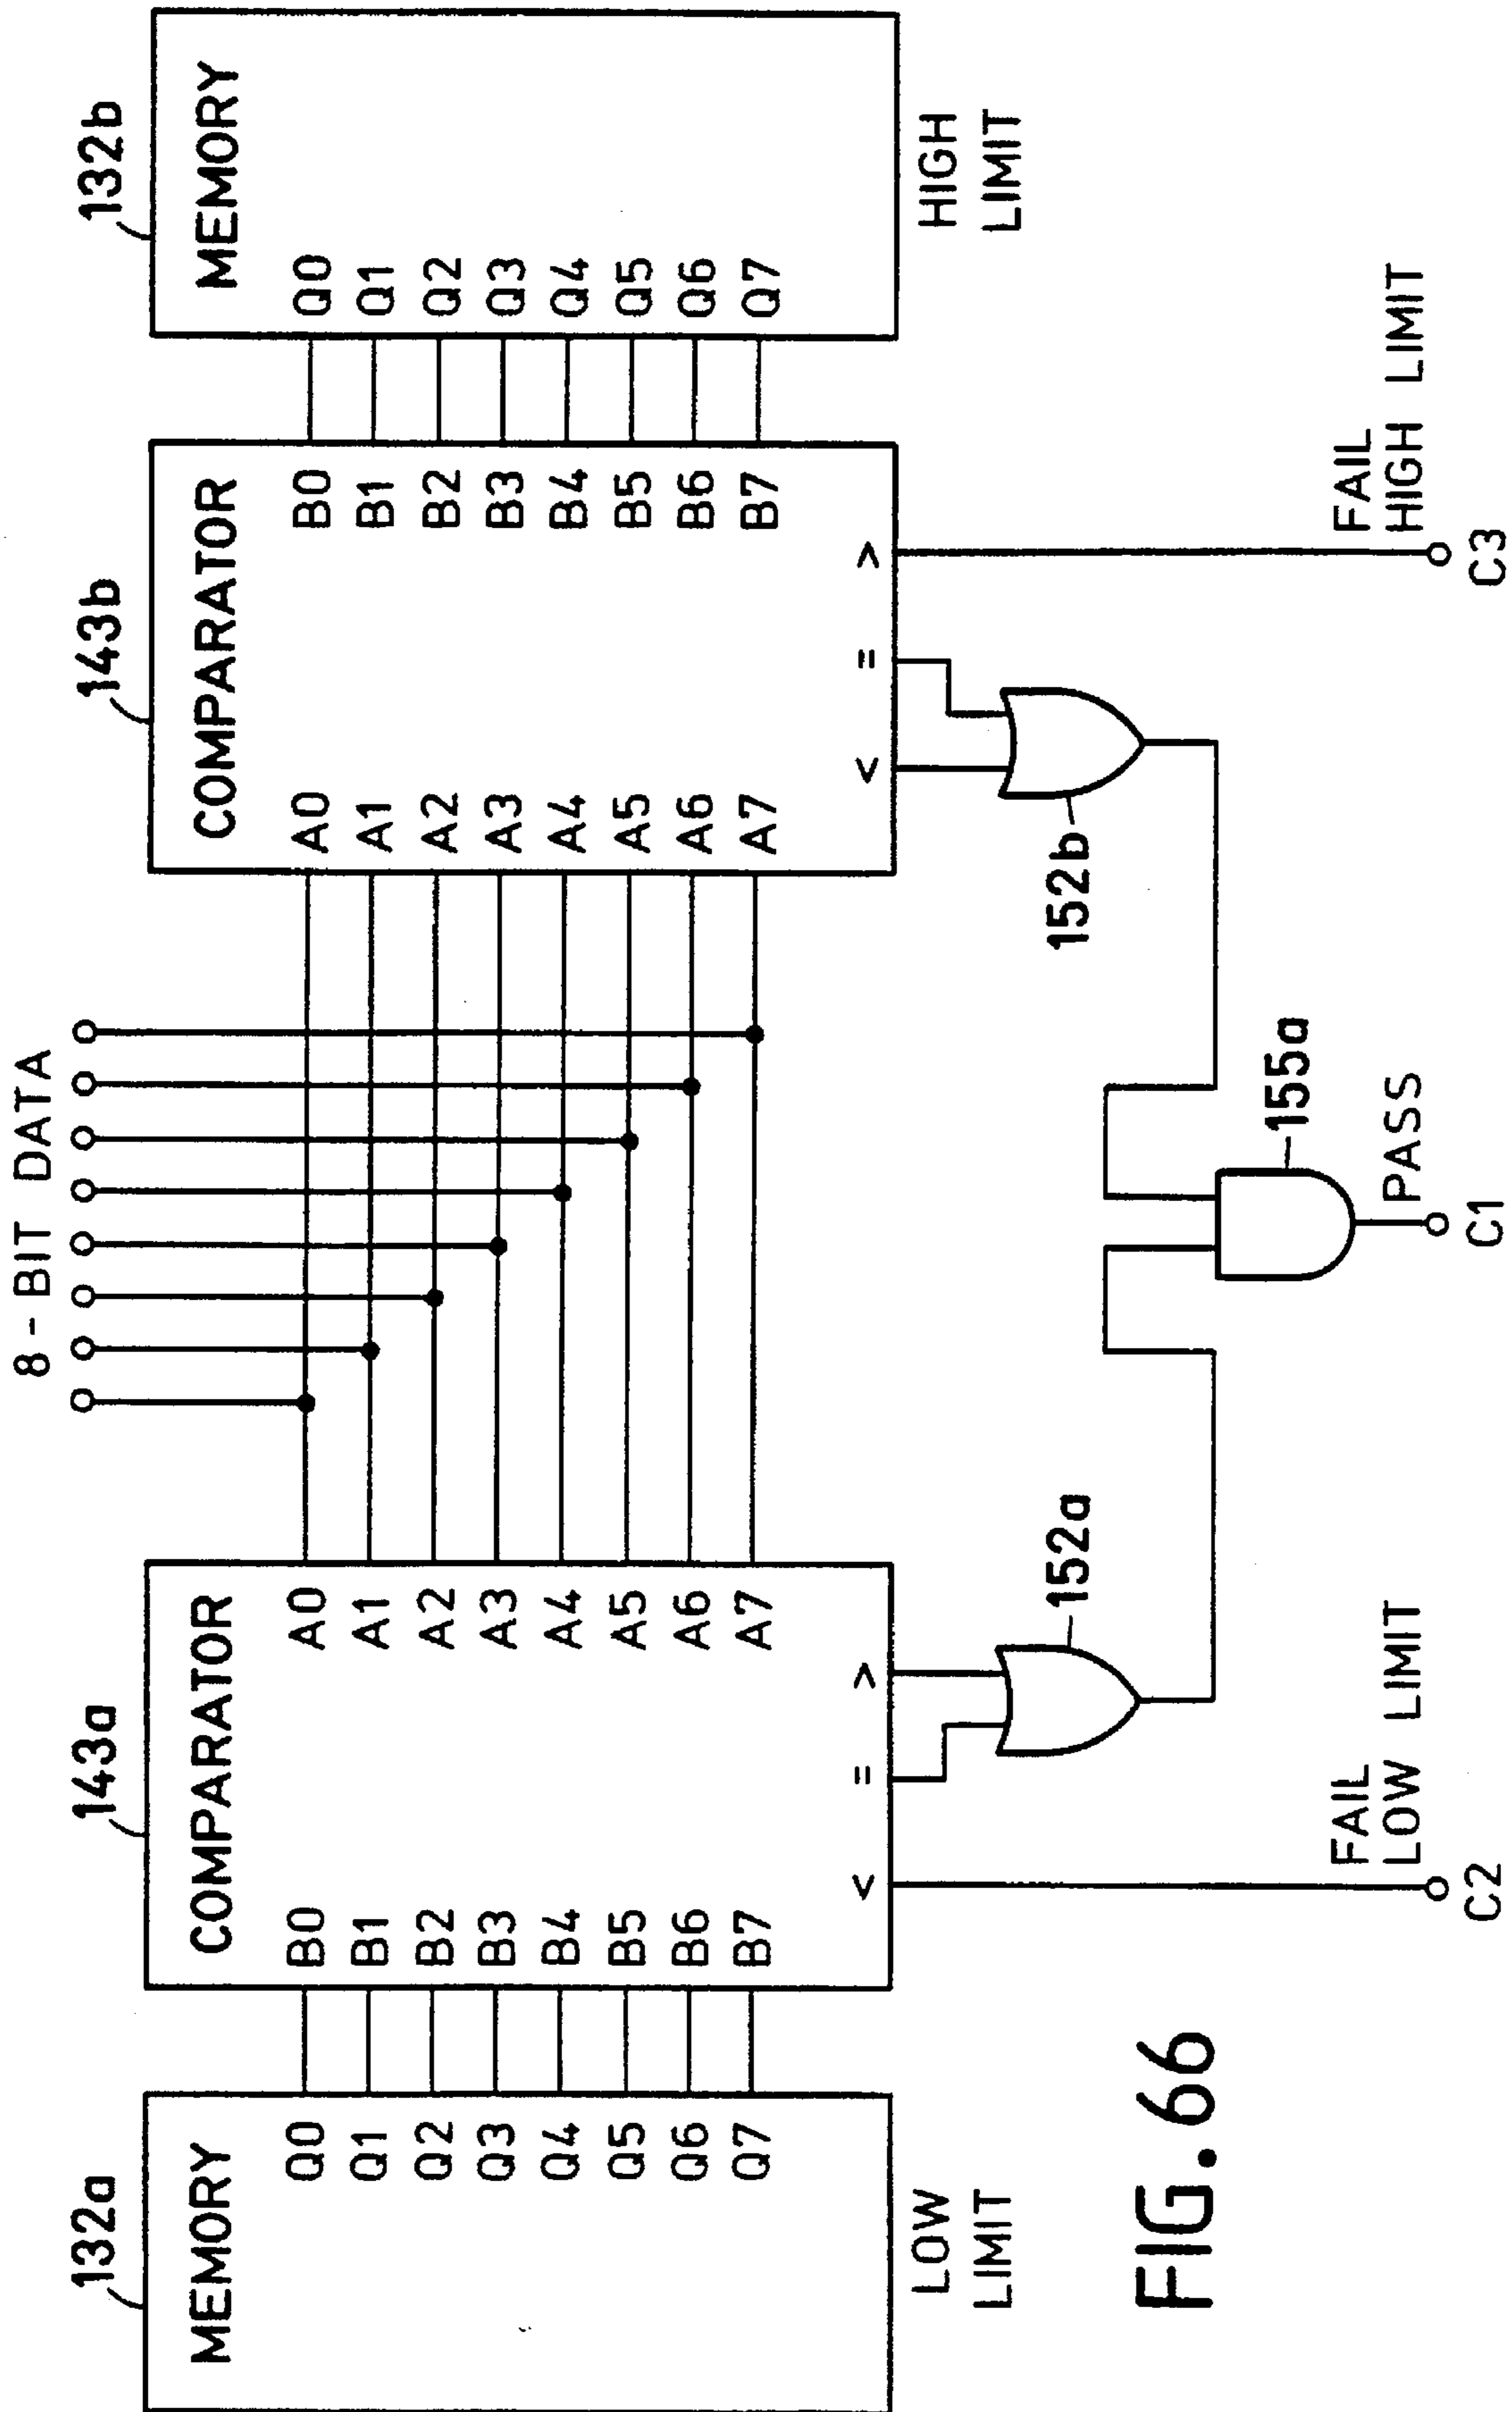 8-BIT DATA
132a 143a 143b 132b
MEMORY COMPARATOR COMPARATOR MEMORY
Q0 B0 A0 A0 B0 Q0
Q1 B1 A1 A1 B1 Q1
Q2 B2 A2 A2 B2 Q2
Q3 B3 A3 A3 B3 Q3
Q4 B4 A4 A4 B4 Q4
Q5 B5 A5 A5 B5 Q5
Q6 B6 A6 A6 B6 Q6
Q7 B7 A7 A7 B7 Q7
< = > < = >
LOW HIGH
LIMIT LIMIT
152a 152b
155a
FIG. 66
FAIL FAIL
LOW LIMIT PASS HIGH LIMIT
C2 C1 C3